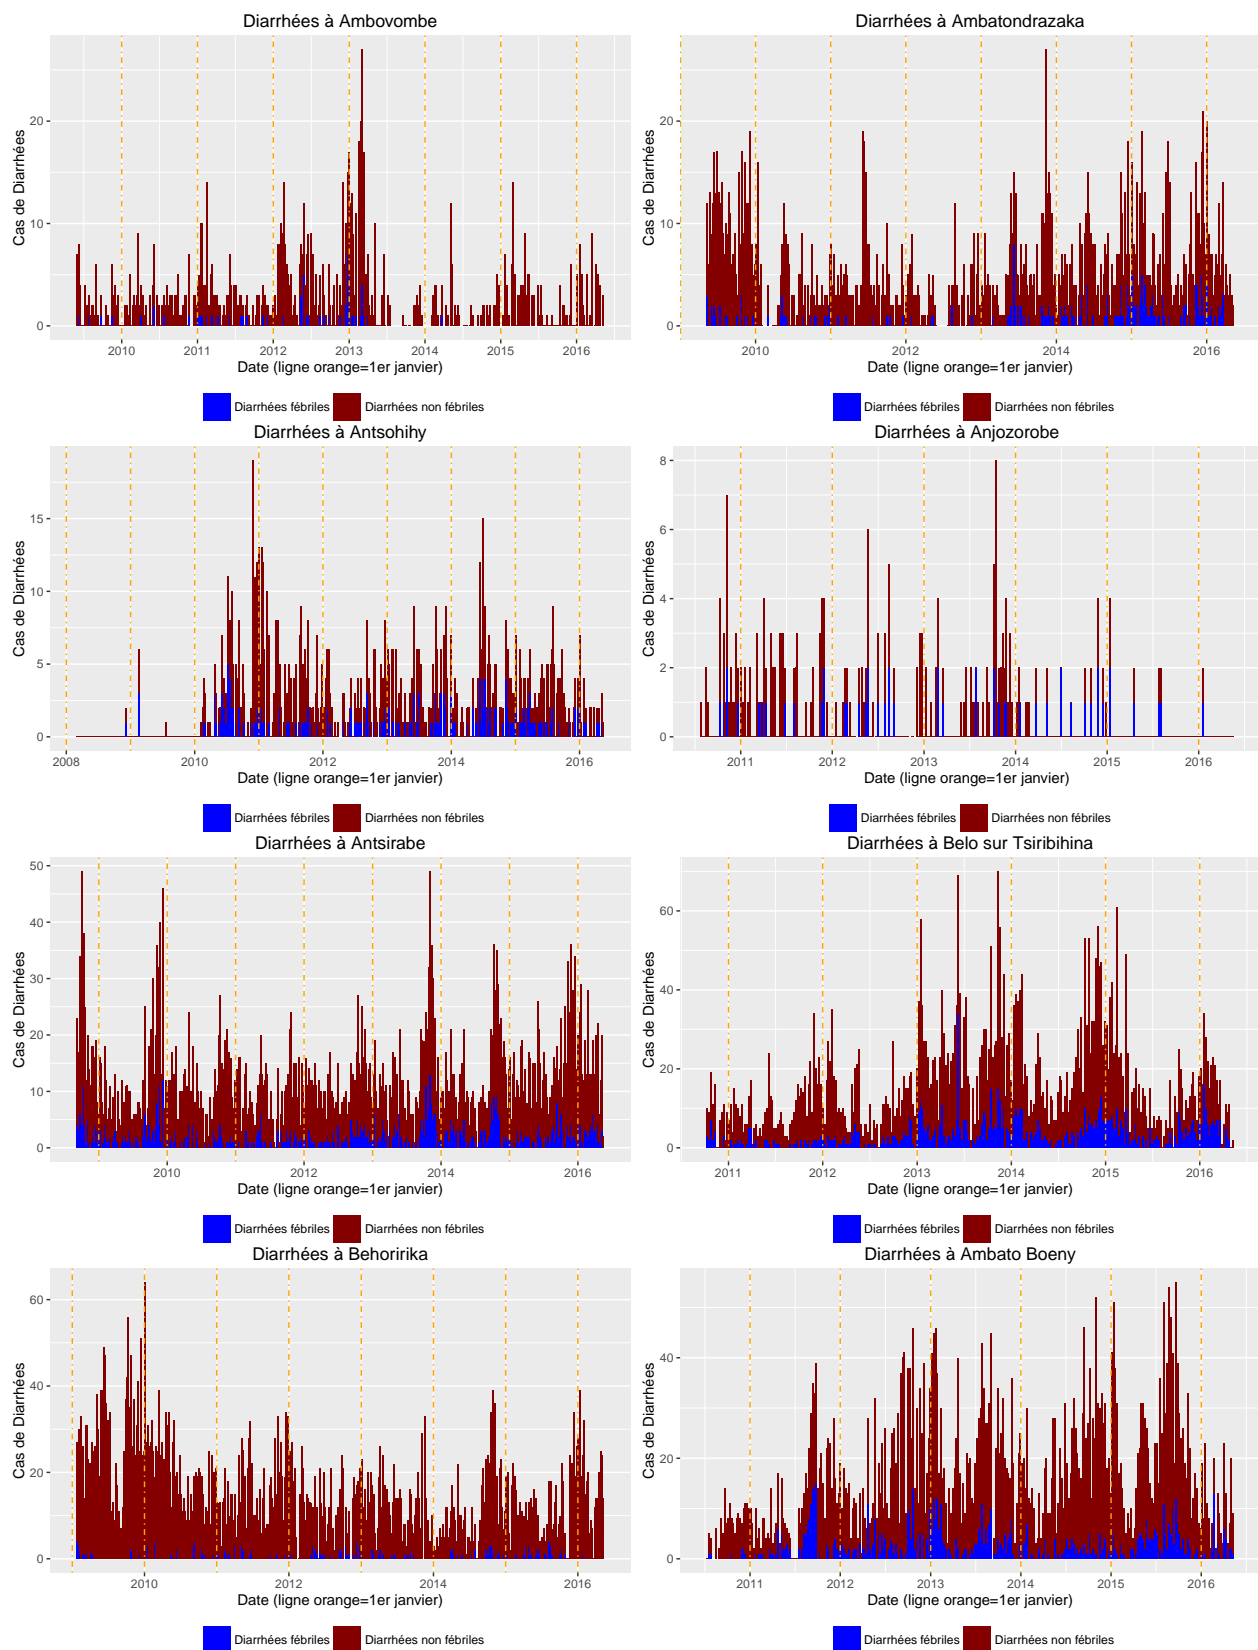 Diarrhées à Ambovombe
Cas de Diarrhées
20
10
0
2010 2011 2012 2013 2014 2015 2016
Date (ligne orange=1er janvier)
Diarrhées fébriles Diarrhées non fébriles
Diarrhées à Ambatondrazaka
Cas de Diarrhées
20
10
0
2010 2012 2014 2016
Date (ligne orange=1er janvier)
Diarrhées fébriles Diarrhées non fébriles
Diarrhées à Antsohihy
Cas de Diarrhées
15
10
5
0
2008 2010 2012 2014 2016
Date (ligne orange=1er janvier)
Diarrhées fébriles Diarrhées non fébriles
Diarrhées à Anjozorobe
Cas de Diarrhées
8
6
4
2
0
2011 2012 2013 2014 2015 2016
Date (ligne orange=1er janvier)
Diarrhées fébriles Diarrhées non fébriles
Diarrhées à Antsirabe
Cas de Diarrhées
50
40
30
20
10
0
2010 2012 2014 2016
Date (ligne orange=1er janvier)
Diarrhées fébriles Diarrhées non fébriles
Diarrhées à Belo sur Tsiribihina
Cas de Diarrhées
60
40
20
0
2011 2012 2013 2014 2015 2016
Date (ligne orange=1er janvier)
Diarrhées fébriles Diarrhées non fébriles
Diarrhées à Behoririka
Cas de Diarrhées
60
40
20
0
2010 2012 2014 2016
Date (ligne orange=1er janvier)
Diarrhées fébriles Diarrhées non fébriles
Diarrhées à Ambato Boeny
Cas de Diarrhées
40
20
0
2011 2012 2013 2014 2015 2016
Date (ligne orange=1er janvier)
Diarrhées fébriles Diarrhées non fébriles